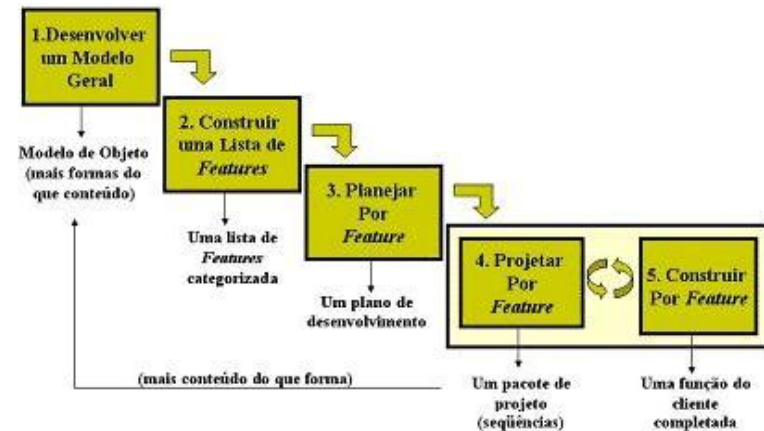 1.Desenvolver
un Modelo
Geral
2. Construir
una Lista de
Features
Modelo de Objeto
(mais formas do
que conteúdo)
3. Planejar
Por
Feature
Uma lista de
Features
categorizada
4. Projetar
Por
Feature
5. Construir
Por Feature
Um plano de
desenvolvimento
(mais conteúdo do que forma)
Um pacote de
projeto
(seqüências)
Uma função do
cliente
completada